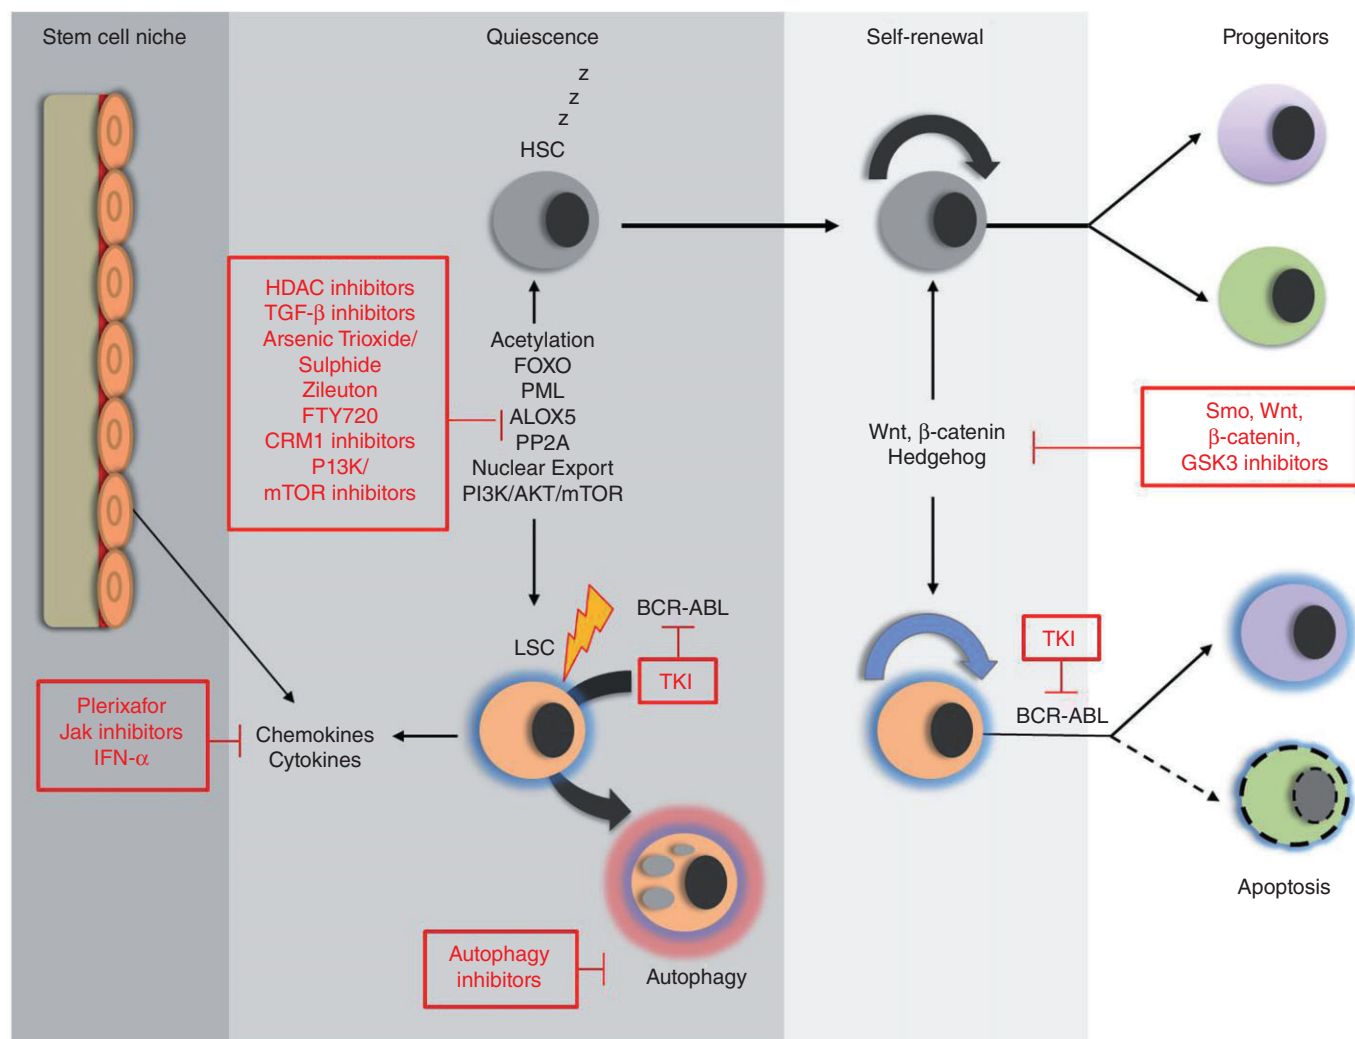 Stem cell niche
Quiescence
Self-renewal
Progenitors
z
z
z
HSC
HDAC inhibitors
TGF-β inhibitors
Arsenic Trioxide/
Sulphide
Zileuton
FTY720
CRM1 inhibitors
P13K/
mTOR inhibitors
Acetylation
FOXO
PML
ALOX5
PP2A
Nuclear Export
PI3K/AKT/mTOR
Wnt, β-catenin
Hedgehog
Smo, Wnt,
β-catenin,
GSK3 inhibitors
LSC
BCR-ABL
TKI
TKI
BCR-ABL
Plerixafor
Jak inhibitors
IFN-α
Chemokines
Cytokines
Apoptosis
Autophagy
inhibitors
Autophagy